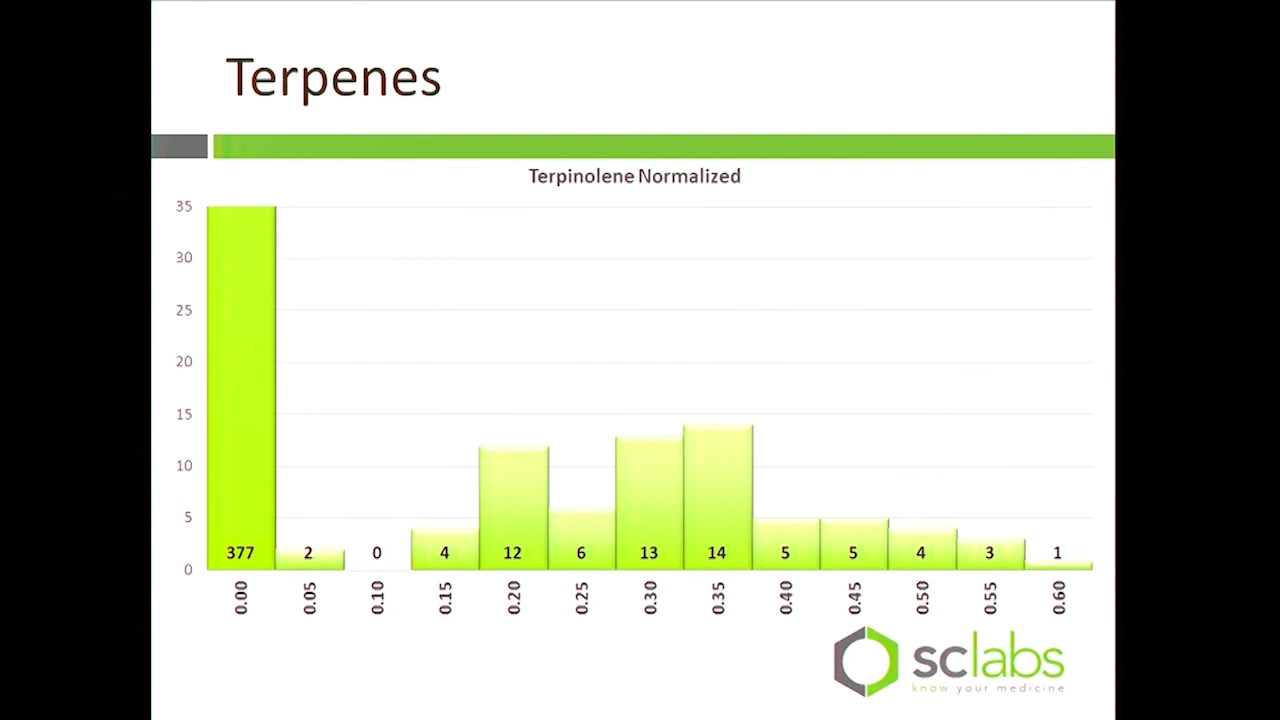 Terpenes
Terpinolene Normalized
35
30
25
20
15
10
5
0
377 2 0 4 12 6 13 14 5 5 4 3 1
0.00 0.05 0.10 0.15 0.20 0.25 0.30 0.35 0.40 0.45 0.50 0.55 0.60
sclabs
know your medicine